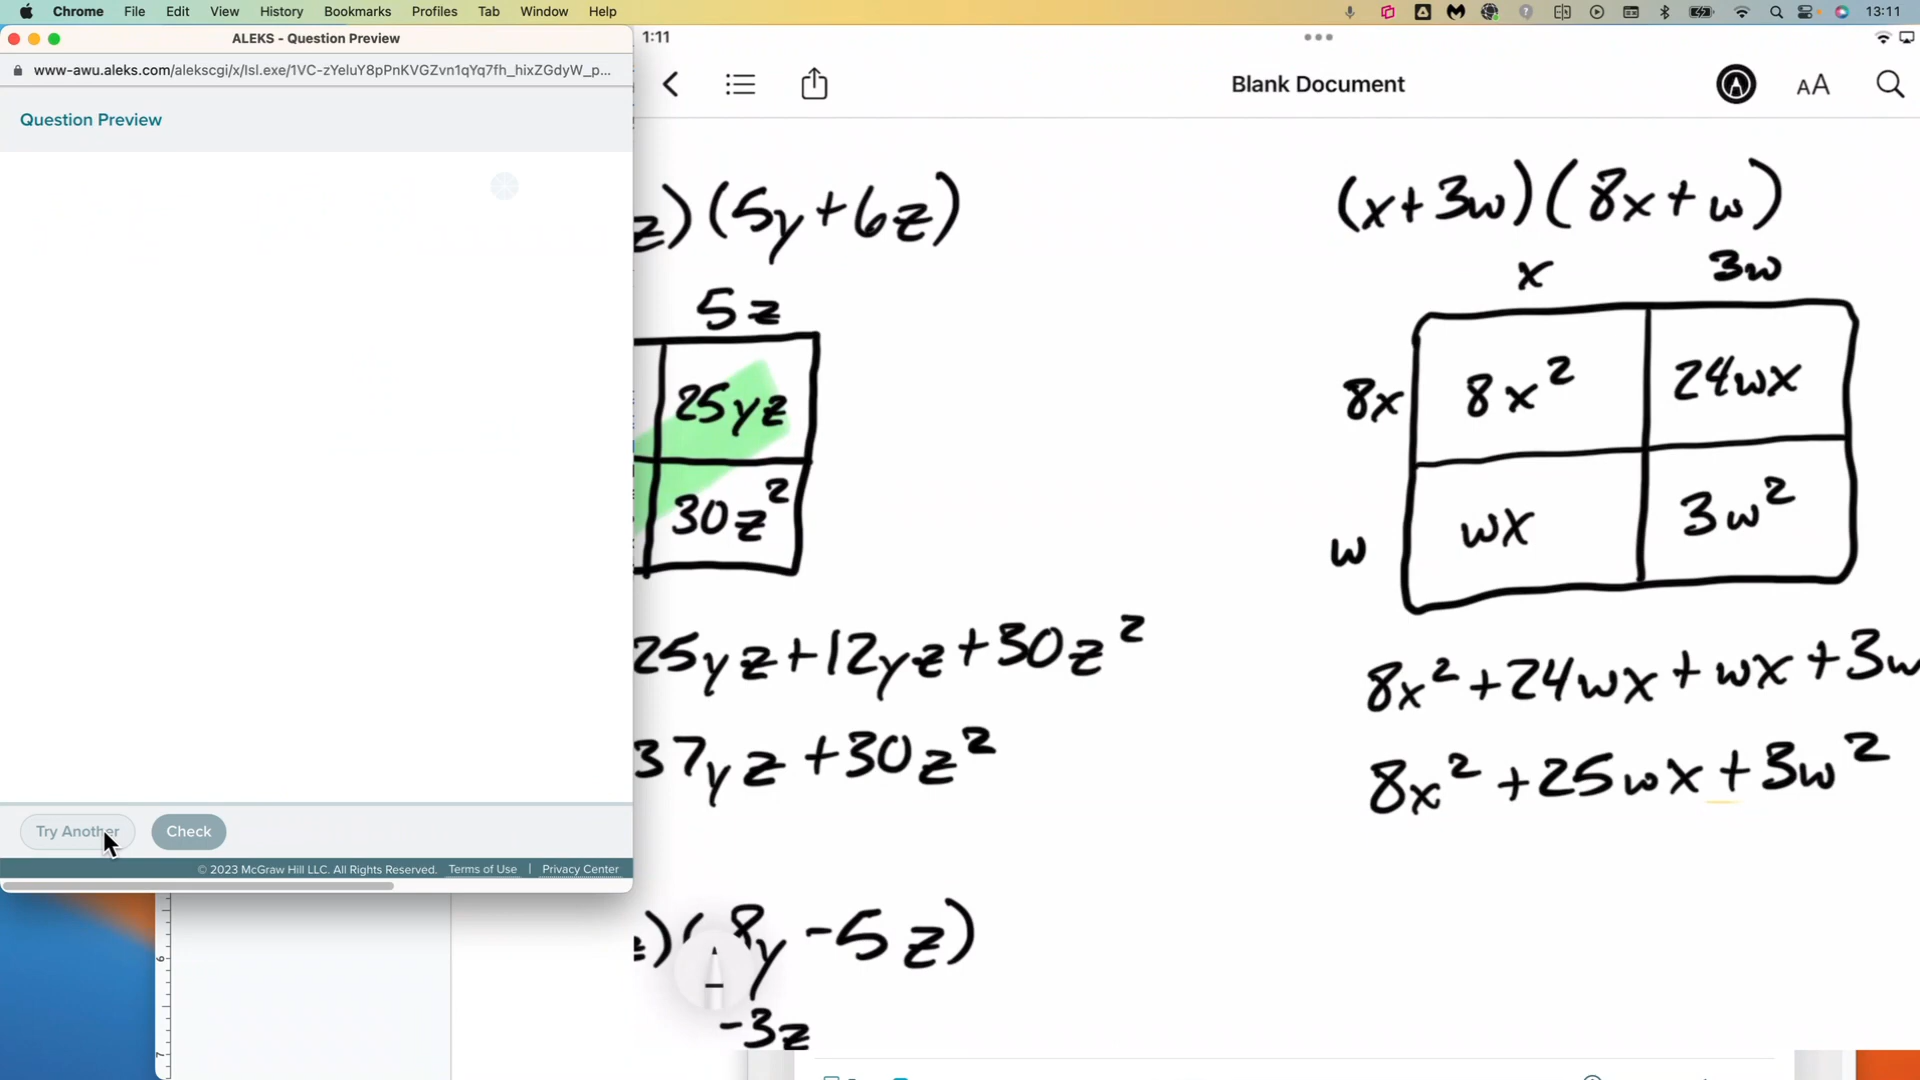 Chrome File Edit View History Bookmarks Profiles Tab Window Help 13:11
ALEKS - Question Preview
www-awu.aleks.com/alekscgi/x/Isl.exe/1VC-zYeluY8pPnKVGZvn1qYq7fh_hixZGdyW_p...
Question Preview
Try Another Check
© 2023 McGraw Hill LLC. All Rights Reserved. Terms of Use | Privacy Center
1:11
Blank Document
AA
z)(5y+6z)
5z
25yz
30z²
25yz+12yz+30z²
37yz+30z²
)(8y-5z)
-3z
(x+3w)(8x+w)
x 3w
8x 8x² 24wx
w wx 3w²
8x²+24wx+wx+3w
8x²+25wx+3w²
6
7